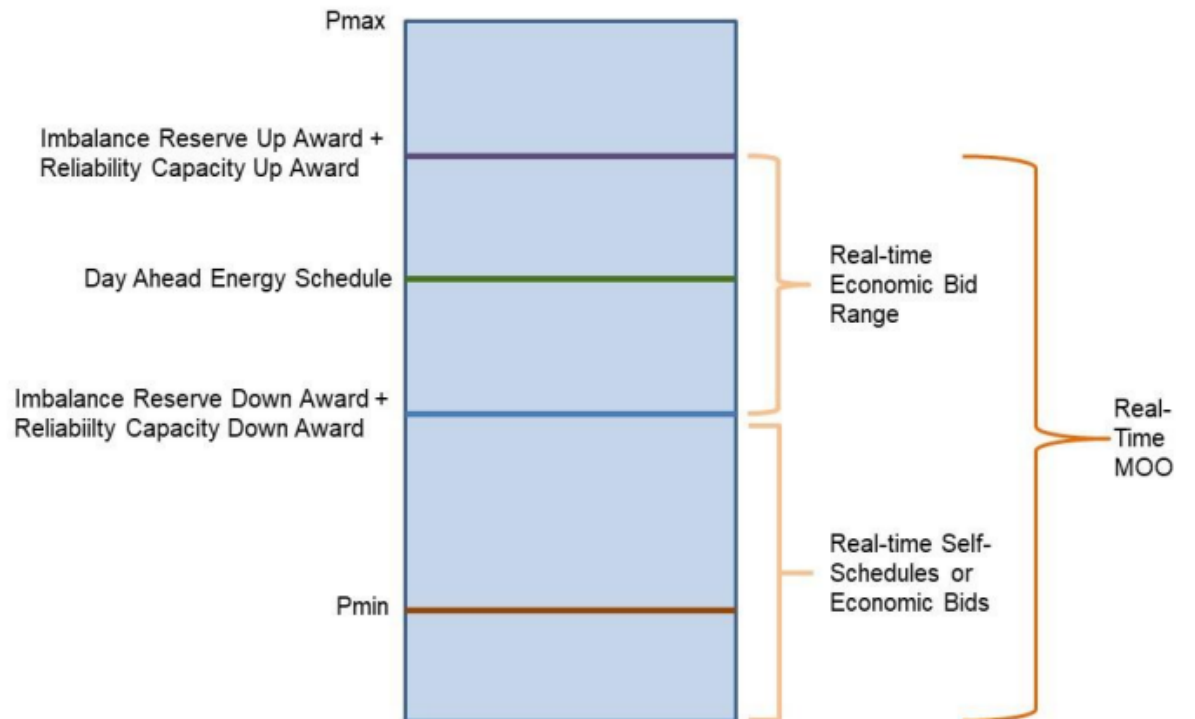 Pmax
Imbalance Reserve Up Award +
Reliability Capacity Up Award
Day Ahead Energy Schedule
Imbalance Reserve Down Award +
Reliabiilty Capacity Down Award
Pmin
Real-time
Economic Bid
Range
Real-time Self-
Schedules or
Economic Bids
Real-
Time
MOO